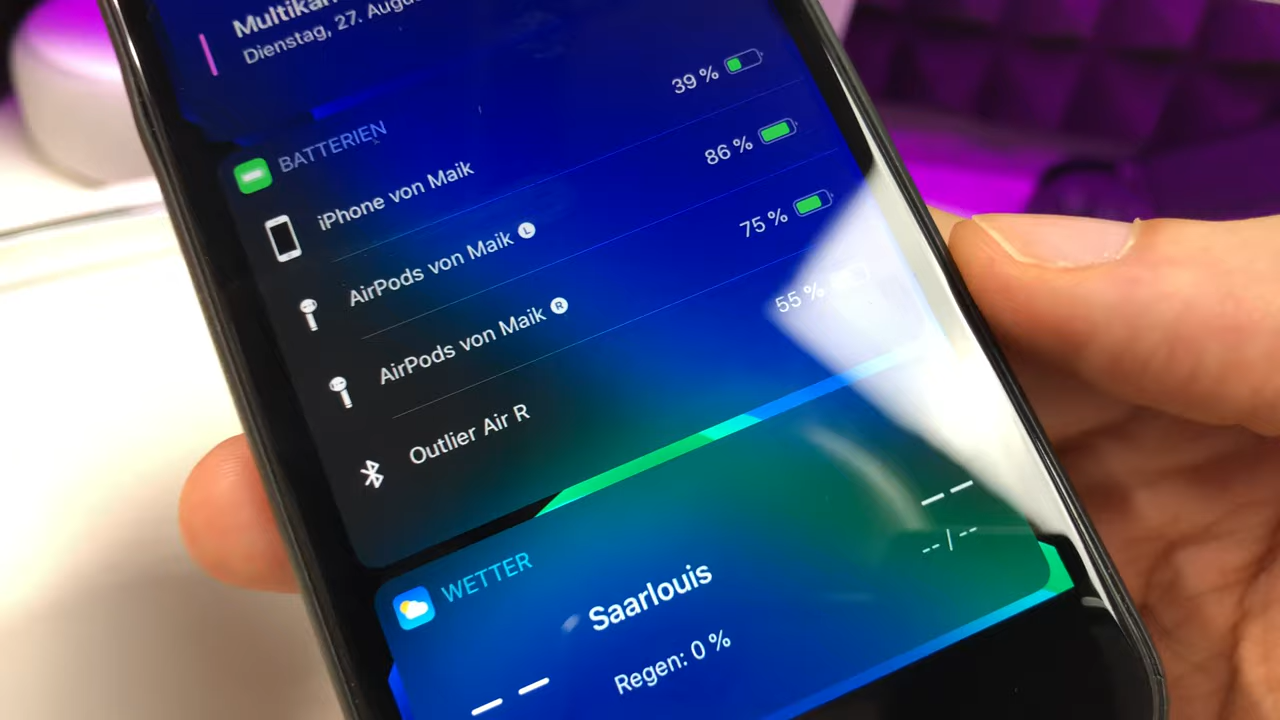 Dienstag, 27.
BATTERIEN
iPhone von Maik 39 %
AirPods von Maik L 86 %
AirPods von Maik R 75 %
Outlier Air R 55 %
WETTER
Saarlouis -- --
Regen: 0 % -- / --